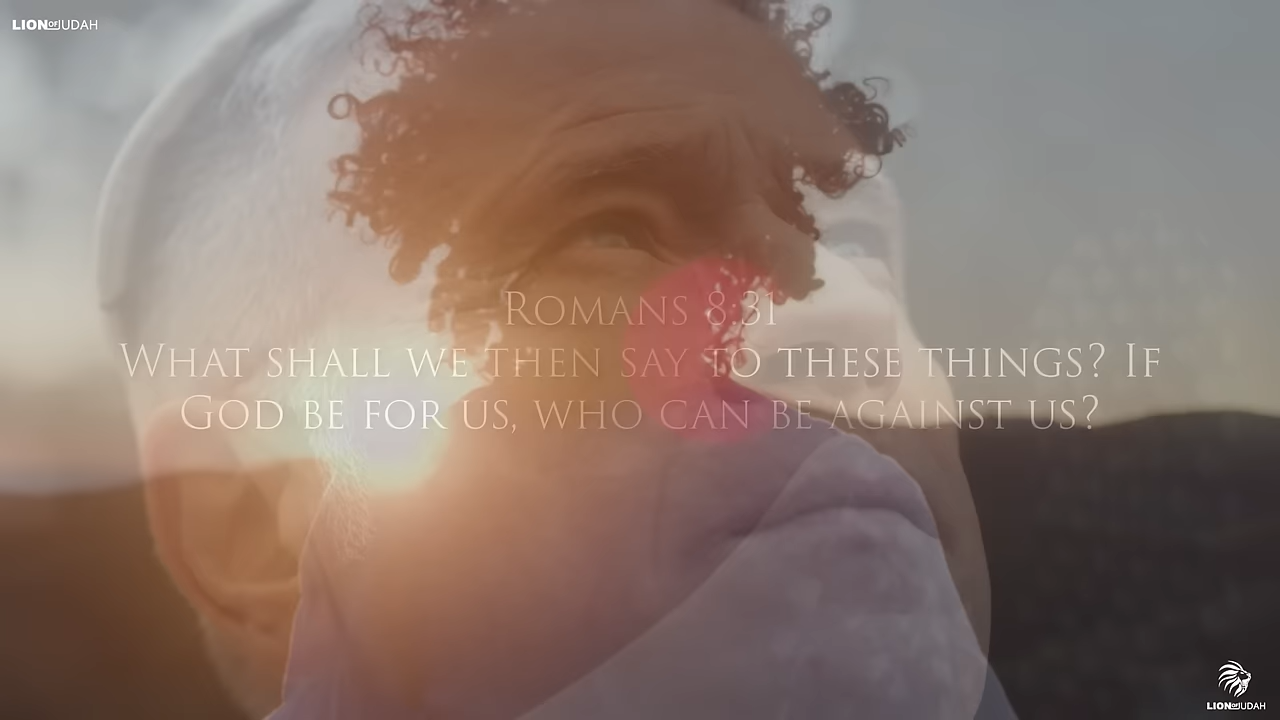 LION OF JUDAH
ROMANS 8:31
WHAT SHALL WE THEN SAY TO THESE THINGS? IF
GOD BE FOR US, WHO CAN BE AGAINST US?
LION OF JUDAH